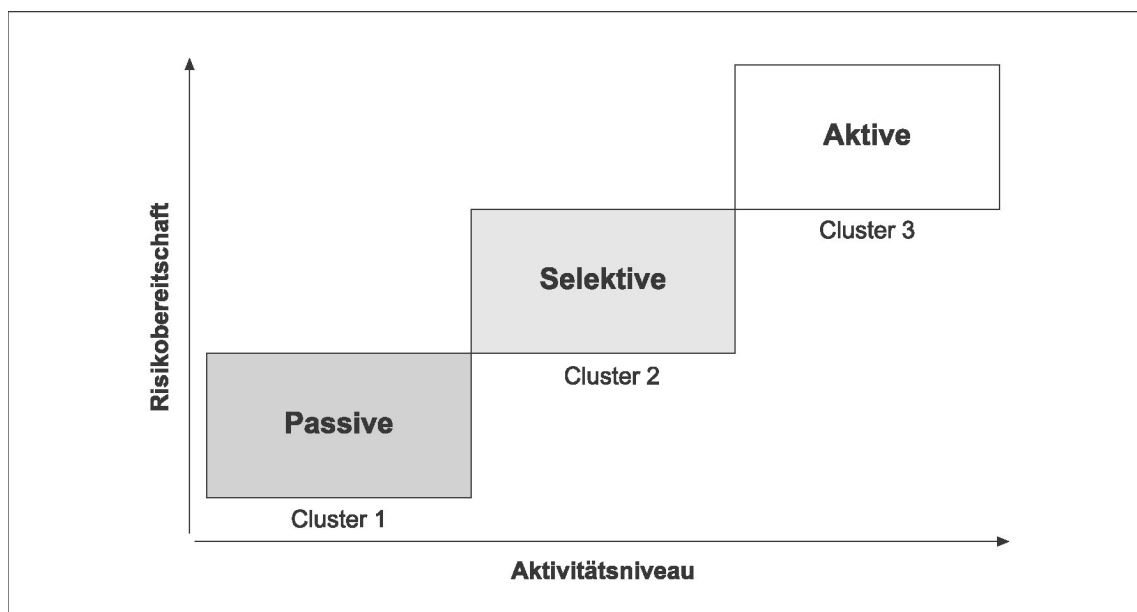 Aktive
Cluster 3
Selektive
Cluster 2
Passive
Cluster 1
Risikobereitschaft
Aktivitätsniveau